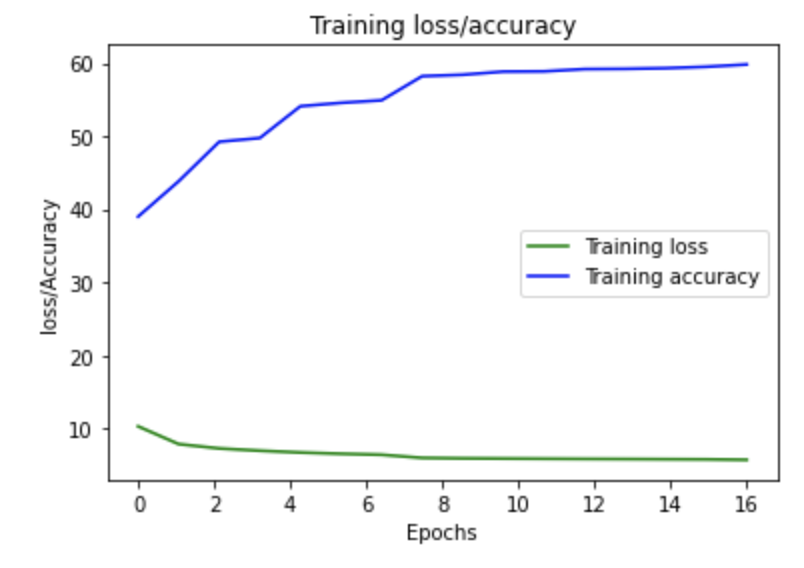 Training loss/accuracy
60
50
40
30
20
10
loss/Accuracy
Training loss
Training accuracy
0 2 4 6 8 10 12 14 16
Epochs